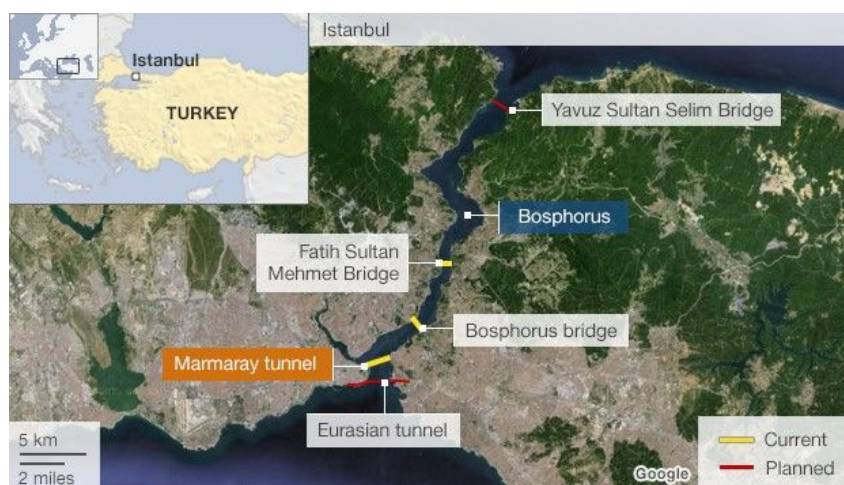 Istanbul
Istanbul
TURKEY
Yavuz Sultan Selim Bridge
Bosphorus
Fatih Sultan
Mehmet Bridge
Bosphorus bridge
Marmaray tunnel
Eurasian tunnel
5 km
2 miles
Current
Planned
Google